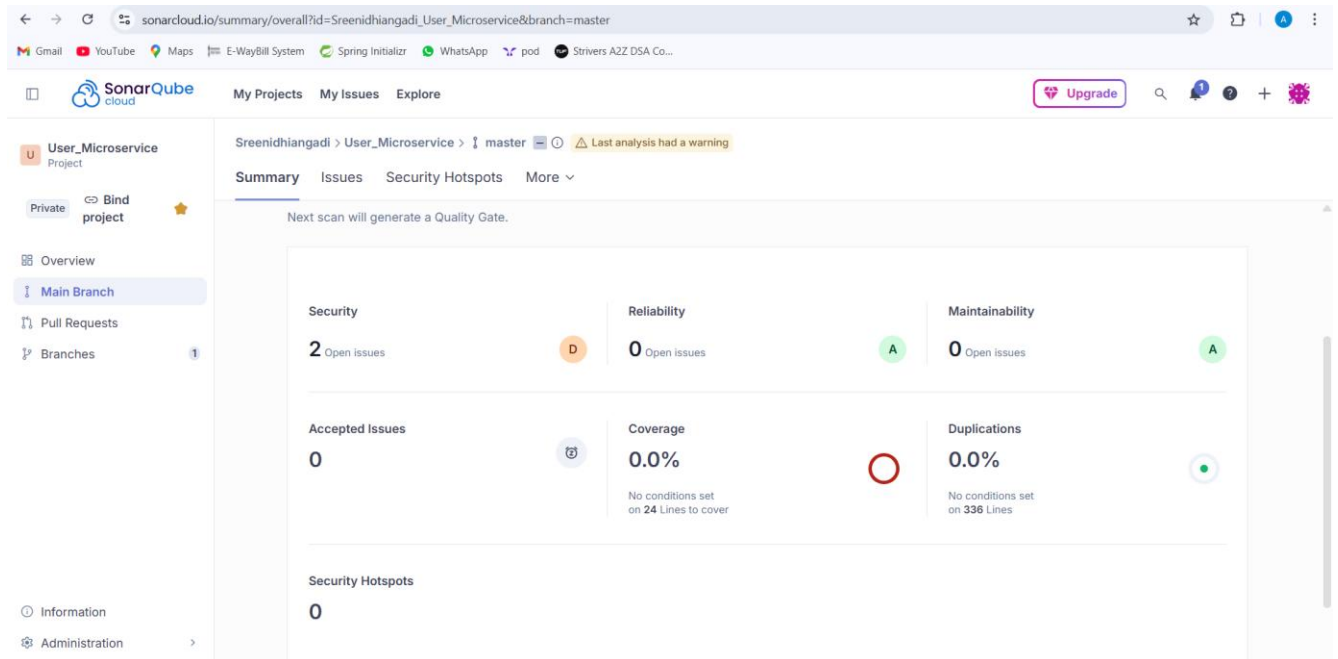 sonarcloud.io/summary/overall?id=Sreenidhiangadi_User_Microservice&branch=master
A
Gmail YouTube Maps E-WayBill System Spring Initializr WhatsApp pod Strivers A2Z DSA Co...
SonarQube cloud My Projects My Issues Explore Upgrade 1
U User_Microservice
Project
Private Bind project
Overview
Main Branch
Pull Requests
Branches 1
Information
Administration
Sreenidhiangadi > User_Microservice > master Last analysis had a warning
Summary Issues Security Hotspots More
Next scan will generate a Quality Gate.
Security
2 Open issues D
Reliability
0 Open issues A
Maintainability
0 Open issues A
Accepted Issues
0
Coverage
0.0%
No conditions set
on 24 Lines to cover
Duplications
0.0%
No conditions set
on 336 Lines
Security Hotspots
0